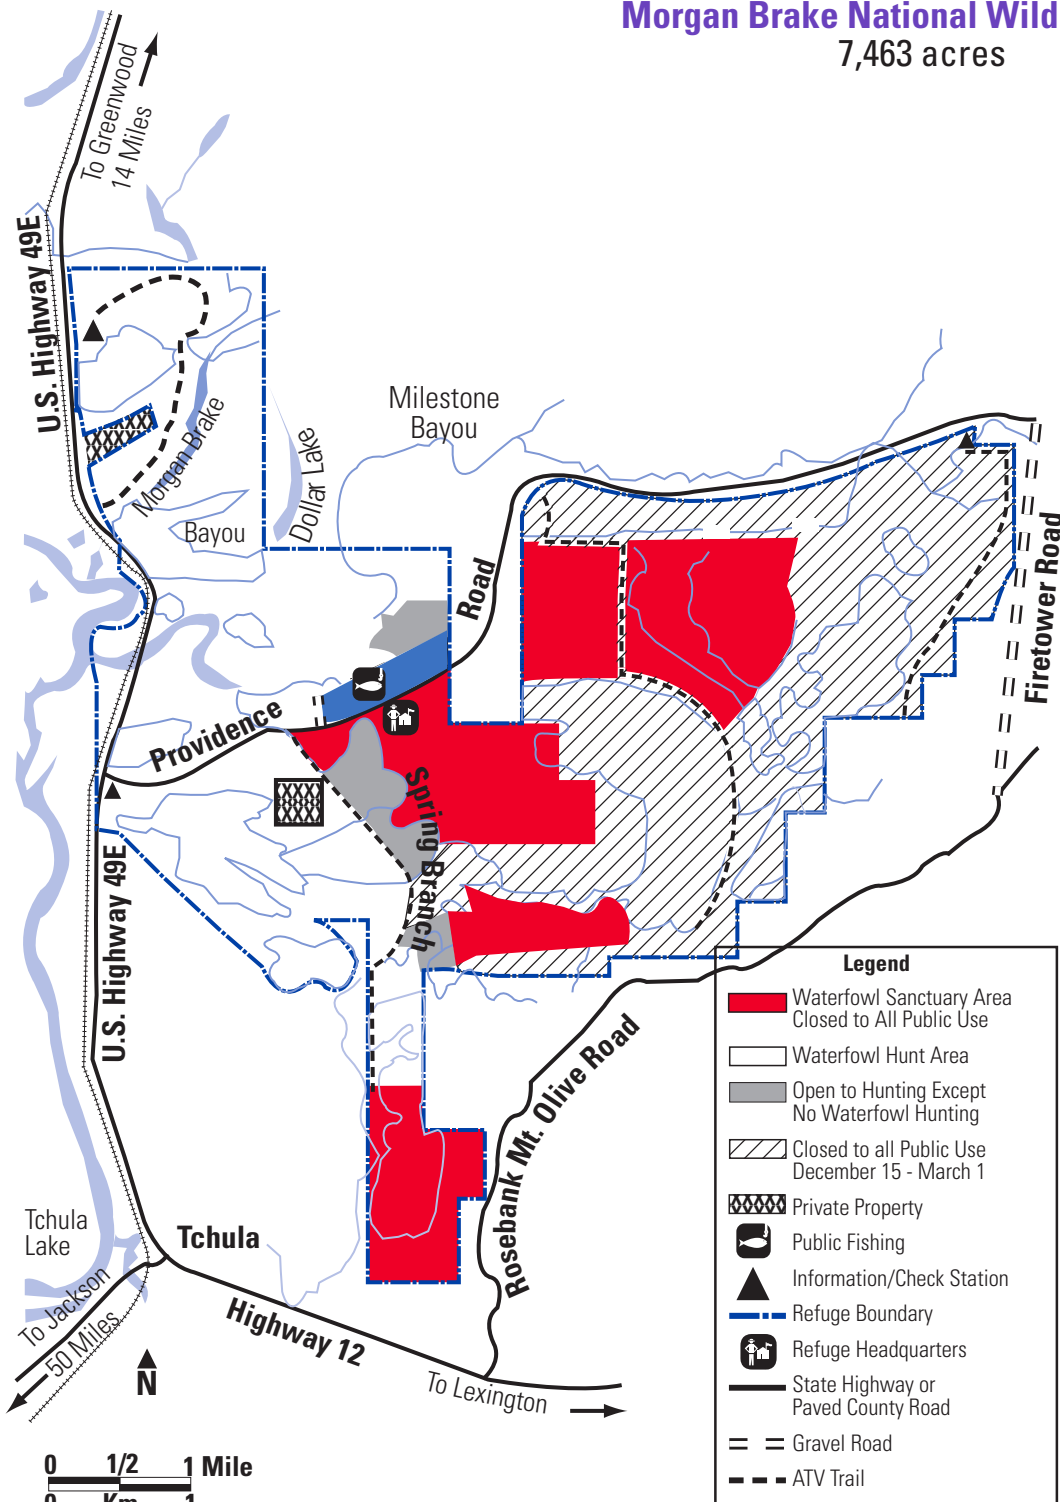 Morgan Brake National Wild
7,463 acres
To Greenwood
14 Miles
U.S. Highway 49E
Milestone
Bayou
Morgan Brake
Dollar Lake
Bayou
Road
Firetower Road
Providence
Spring Branch
U.S. Highway 49E
Rosebank Mt. Olive Road
Tchula
Lake
Tchula
To Jackson
50 Miles
Highway 12
To Lexington
N
0 1/2 1 Mile
0 Km 1
Legend
Waterfowl Sanctuary Area
Closed to All Public Use
Waterfowl Hunt Area
Open to Hunting Except
No Waterfowl Hunting
Closed to all Public Use
December 15 - March 1
Private Property
Public Fishing
Information/Check Station
Refuge Boundary
Refuge Headquarters
State Highway or
Paved County Road
Gravel Road
ATV Trail